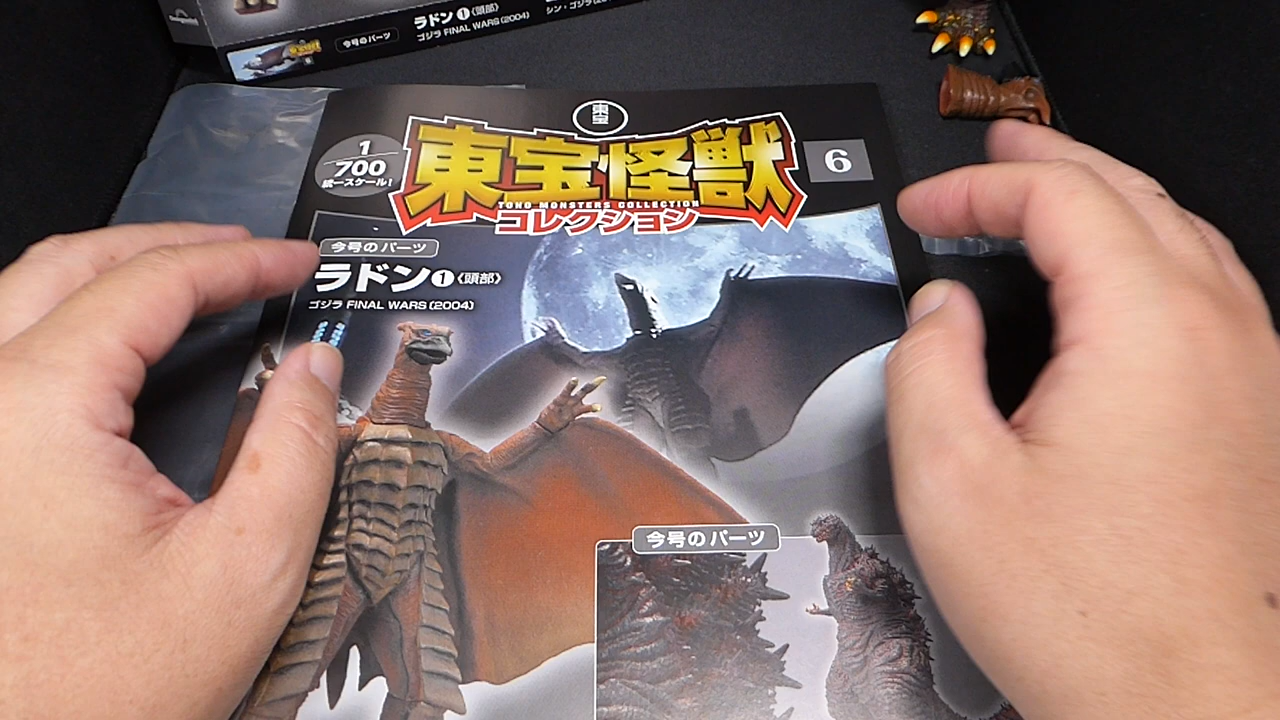 今号のパーツ
ラドン❶《頭部》
ゴジラ FINAL WARS(2004)
東宝
1/700
統一スケール!
東宝怪獣
TOHO MONSTERS COLLECTION
コレクション
6
今号のパーツ
ラドン❶《頭部》
ゴジラ FINAL WARS(2004)
今号のパーツ